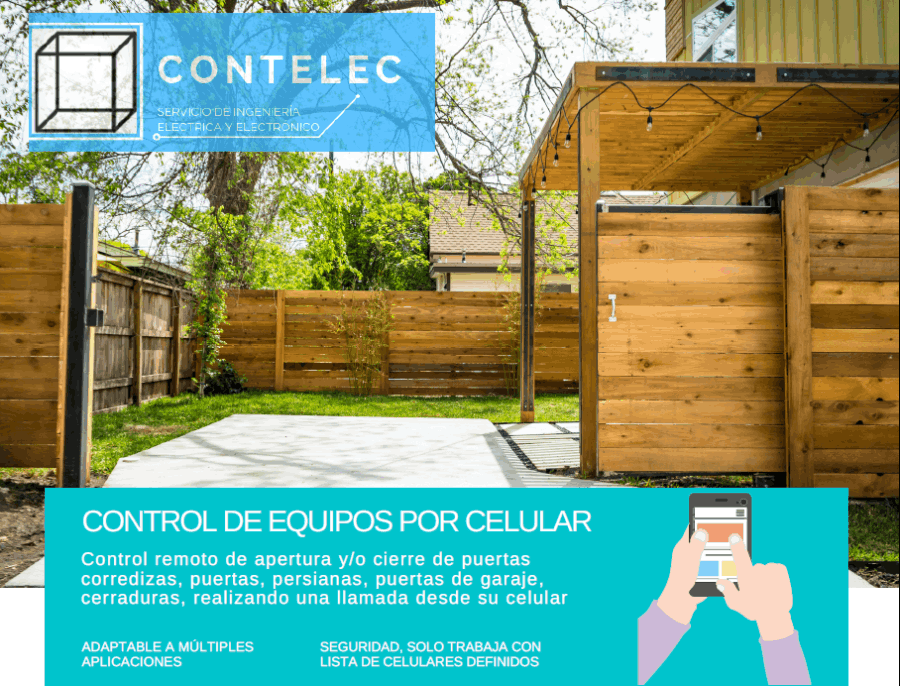 CONTELEC
SERVICIO DE INGENIERÍA
ELECTRICA Y ELECTRONICO
CONTROL DE EQUIPOS POR CELULAR
Control remoto de apertura y/o cierre de puertas
corredizas, puertas, persianas, puertas de garaje,
cerraduras, realizando una llamada desde su celular
ADAPTABLE A MÚLTIPLES
APLICACIONES
SEGURIDAD, SOLO TRABAJA CON
LISTA DE CELULARES DEFINIDOS